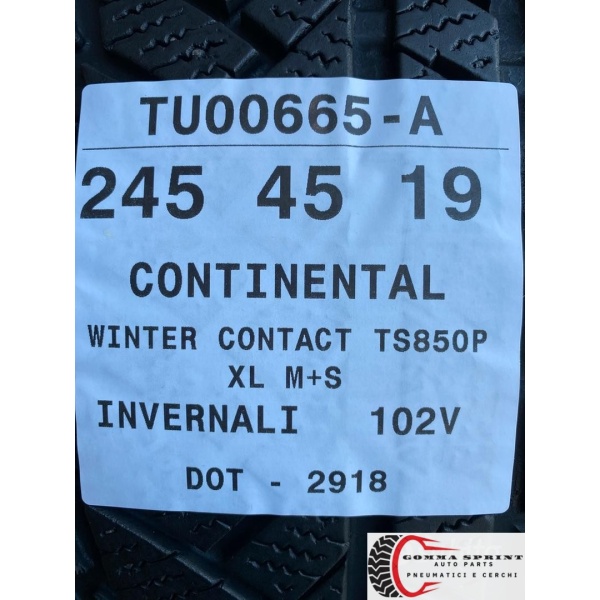 TU00665-A
245 45 19
CONTINENTAL
WINTER CONTACT TS850P
XL M+S
INVERNALI 102V
DOT - 2918
GOMMA SPRINT
AUTO PARTS
PNEUMATICI E CERCHI